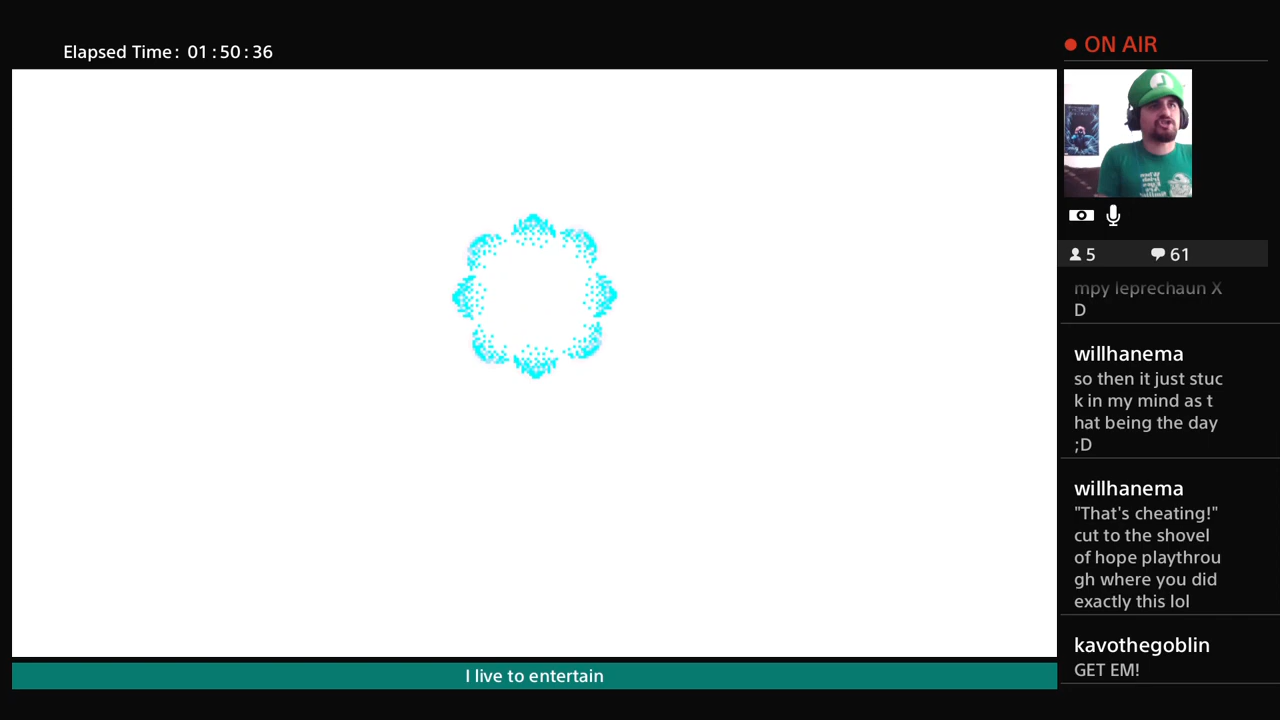 Elapsed Time: 01:50:36
ON AIR
5
61
mpy leprechaun X
D
willhanema
so then it just stuc
k in my mind as t
hat being the day
;D
willhanema
"That's cheating!"
cut to the shovel
of hope playthrou
gh where you did
exactly this lol
kavothegoblin
GET EM!
I live to entertain